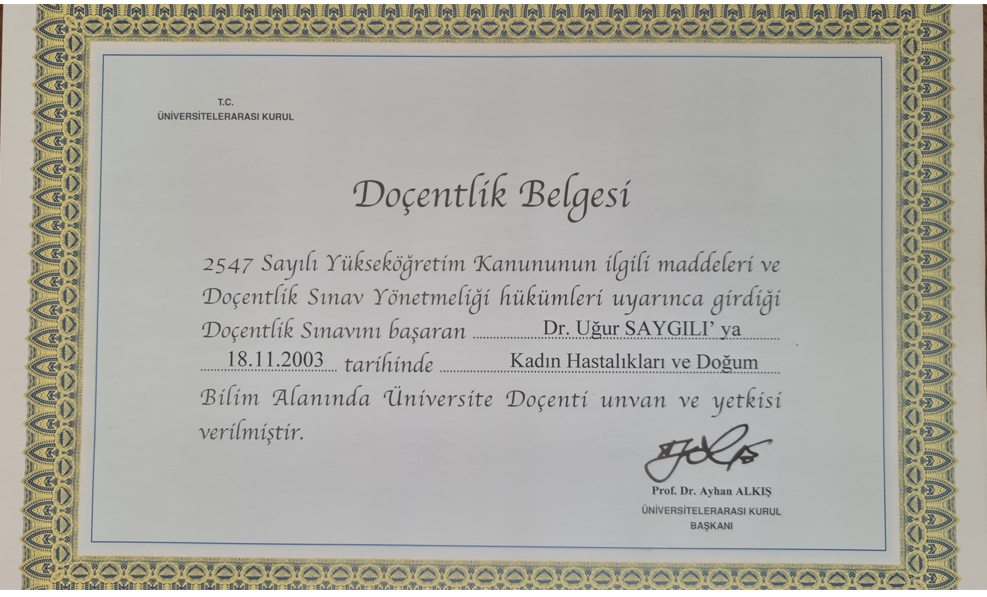 T.C.
ÜNİVERSİTELERARASI KURUL
Doçentlik Belgesi
2547 Sayılı Yükseköğretim Kanununun ilgili maddeleri ve
Doçentlik Sınav Yönetmeliği hükümleri uyarınca girdiği
Doçentlik Sınavını başaran Dr. Uğur SAYGILI' ya
18.11.2003 tarihinde Kadın Hastalıkları ve Doğum
Bilim Alanında Üniversite Doçenti unvan ve yetkisi
verilmiştir.
Prof. Dr. Ayhan ALKIŞ
ÜNİVERSİTELERARASI KURUL
BAŞKANI